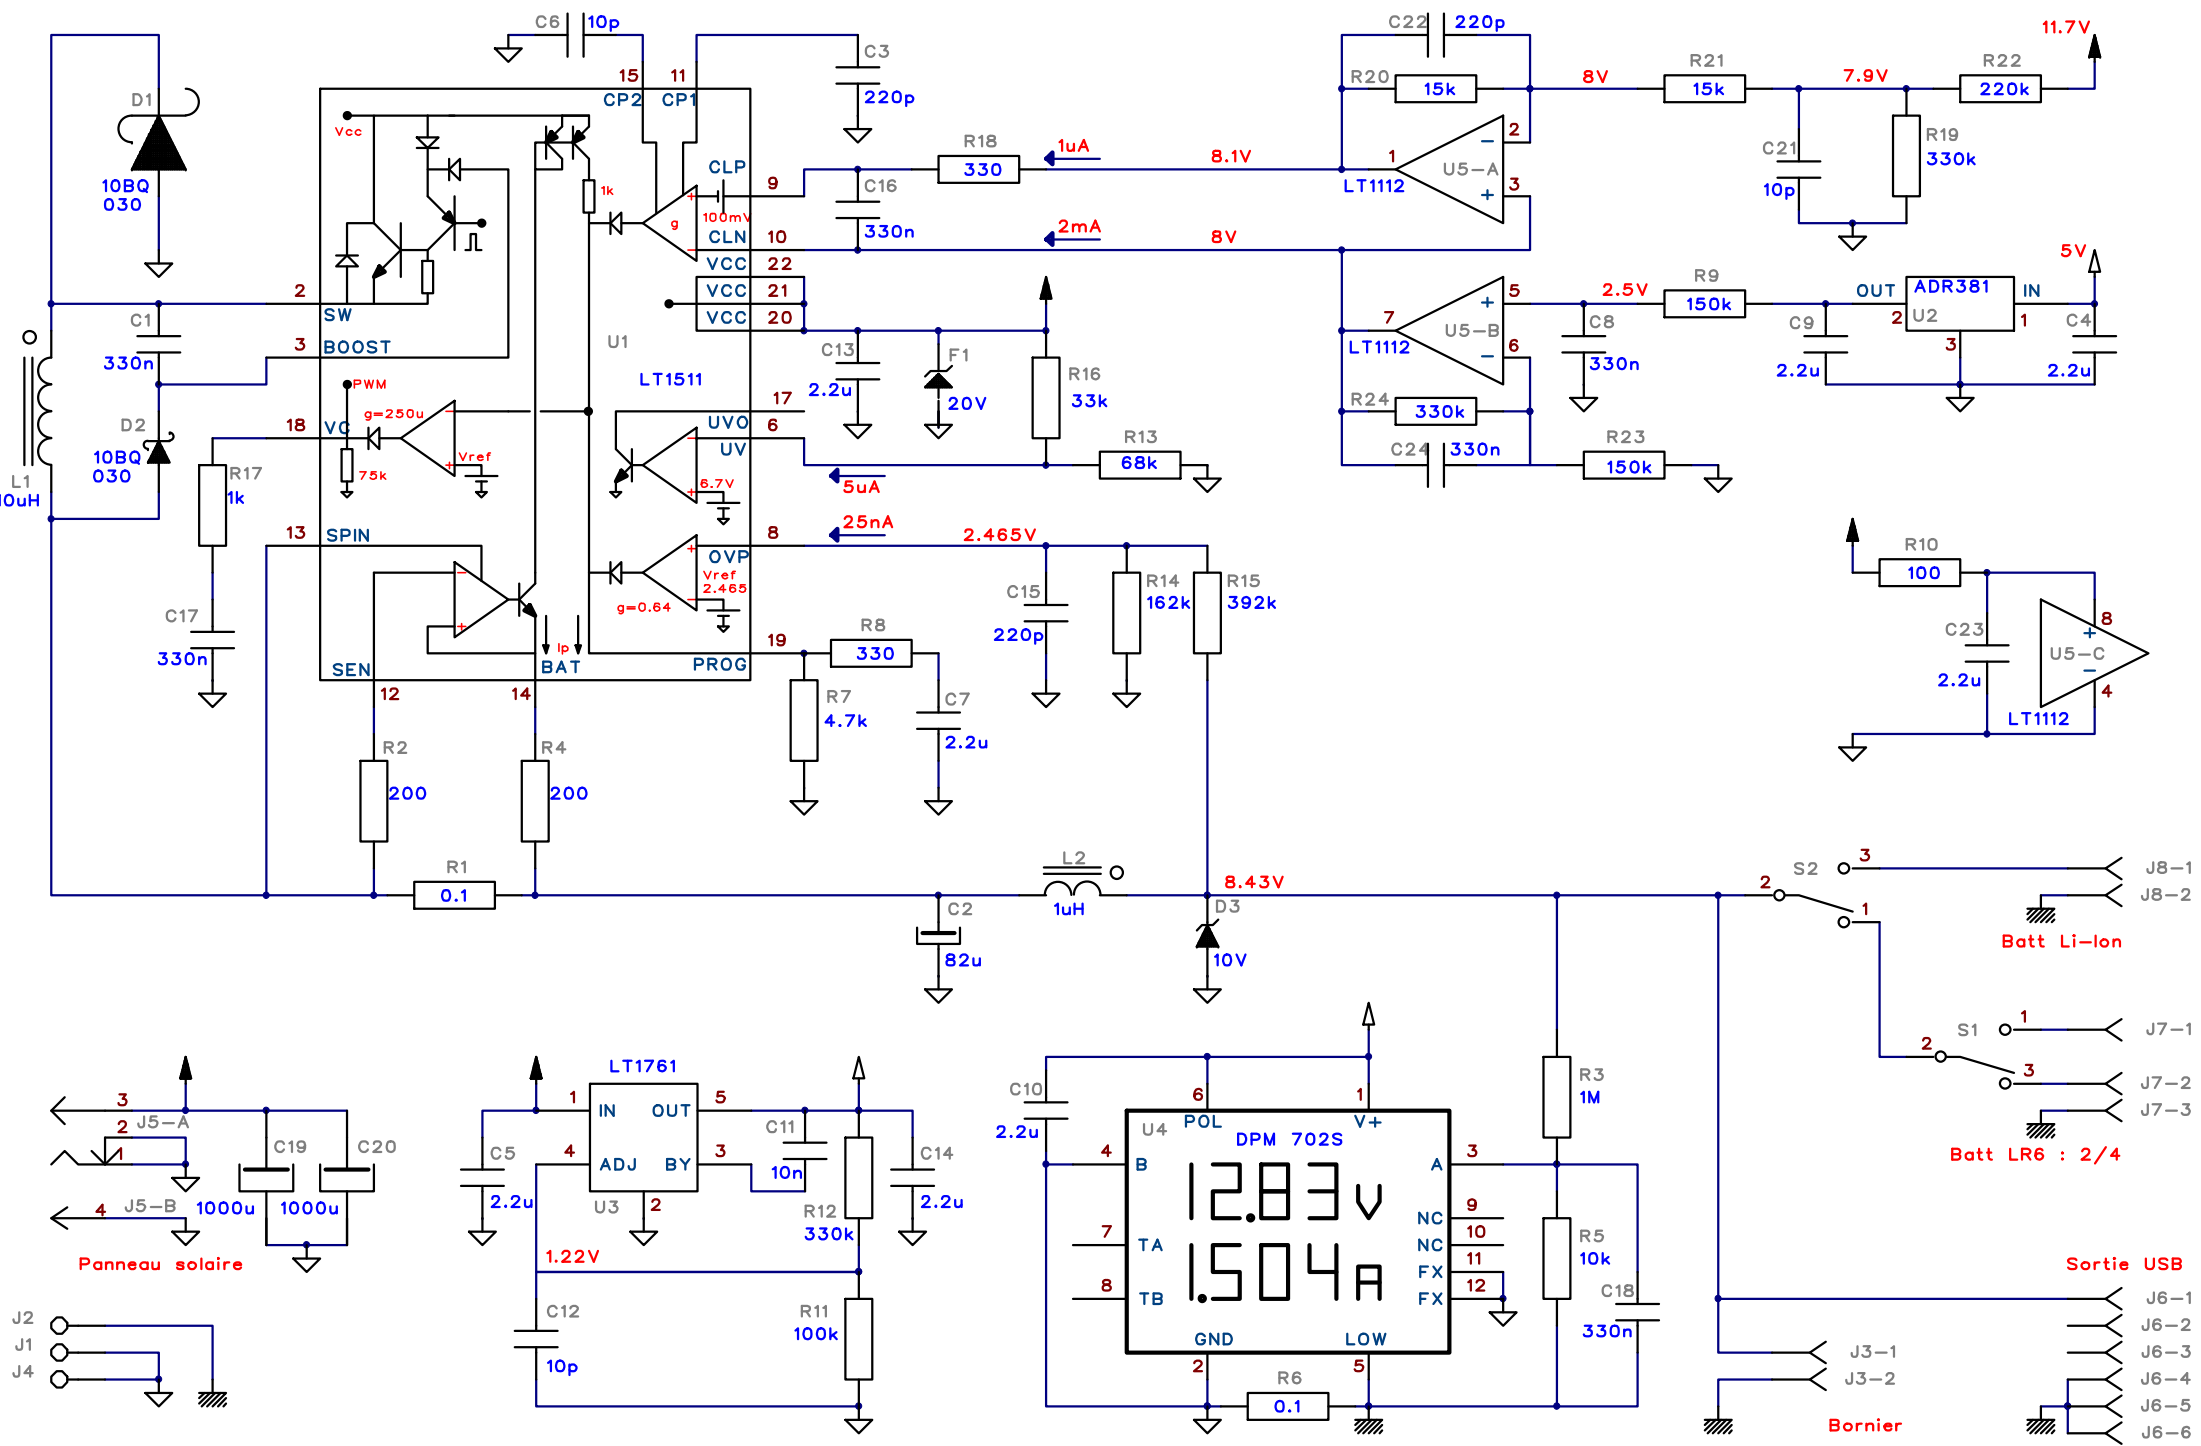 C6 10p
C3
220p
15 11
CP2 CP1
D1
10BQ
030
Vcc
1k
CLP
9
g
100mV
CLN
10
VCC
22
VCC
21
VCC
20
C16
330n
R18
330
1uA
8.1V
2mA
8V
C22 220p
R20
15k
8V
1
2
3
−
+
U5-A
LT1112
R21
15k
7.9V
R22
220k
11.7V
C21
10p
R19
330k
2
SW
C1
330n
3
BOOST
U1
LT1511
C13
2.2u
F1
20V
R16
33k
7
5
6
+
−
U5-B
LT1112
2.5V
C8
330n
R9
150k
OUT
2
ADR381
U2
IN
1
3
5V
C9
2.2u
C4
2.2u
R24
330k
C24 330n
R23
150k
L1
10uH
D2
10BQ
030
PWM
g=250u
18
VC
75k
Vref
17
UVO
6
UV
6.7V
R13
68k
5uA
R17
1k
C17
330n
13
SPIN
25nA
8
OVP
2.465V
Vref
2.465
g=0.64
Ip
BAT
14
SEN
12
19
PROG
R8
330
R7
4.7k
C7
2.2u
C15
220p
R14
162k
R15
392k
R10
100
C23
2.2u
8
+
U5-C
−
4
LT1112
R2
200
R4
200
R1
0.1
C2
82u
L2
1uH
8.43V
D3
10V
S2
3
2
1
J8-1
J8-2
Batt Li-Ion
S1
1
2
3
J7-1
J7-2
J7-3
Batt LR6 : 2/4
3
J5-A
2
1
4 J5-B
Panneau solaire
C19
1000u
C20
1000u
J2
J1
J4
LT1761
1 IN
OUT 5
4 ADJ
BY 3
U3
2
C5
2.2u
C11
10n
R12
330k
C14
2.2u
1.22V
C12
10p
R11
100k
C10
2.2u
6
POL
1
V+
U4
DPM 702S
4 B
A 3
12.83V
1.504A
7 TA
8 TB
NC 9
NC 10
FX 11
FX 12
GND
2
LOW
5
R6
0.1
R3
1M
R5
10k
C18
330n
Sortie USB
J6-1
J6-2
J6-3
J6-4
J6-5
J6-6
J3-1
J3-2
Bornier